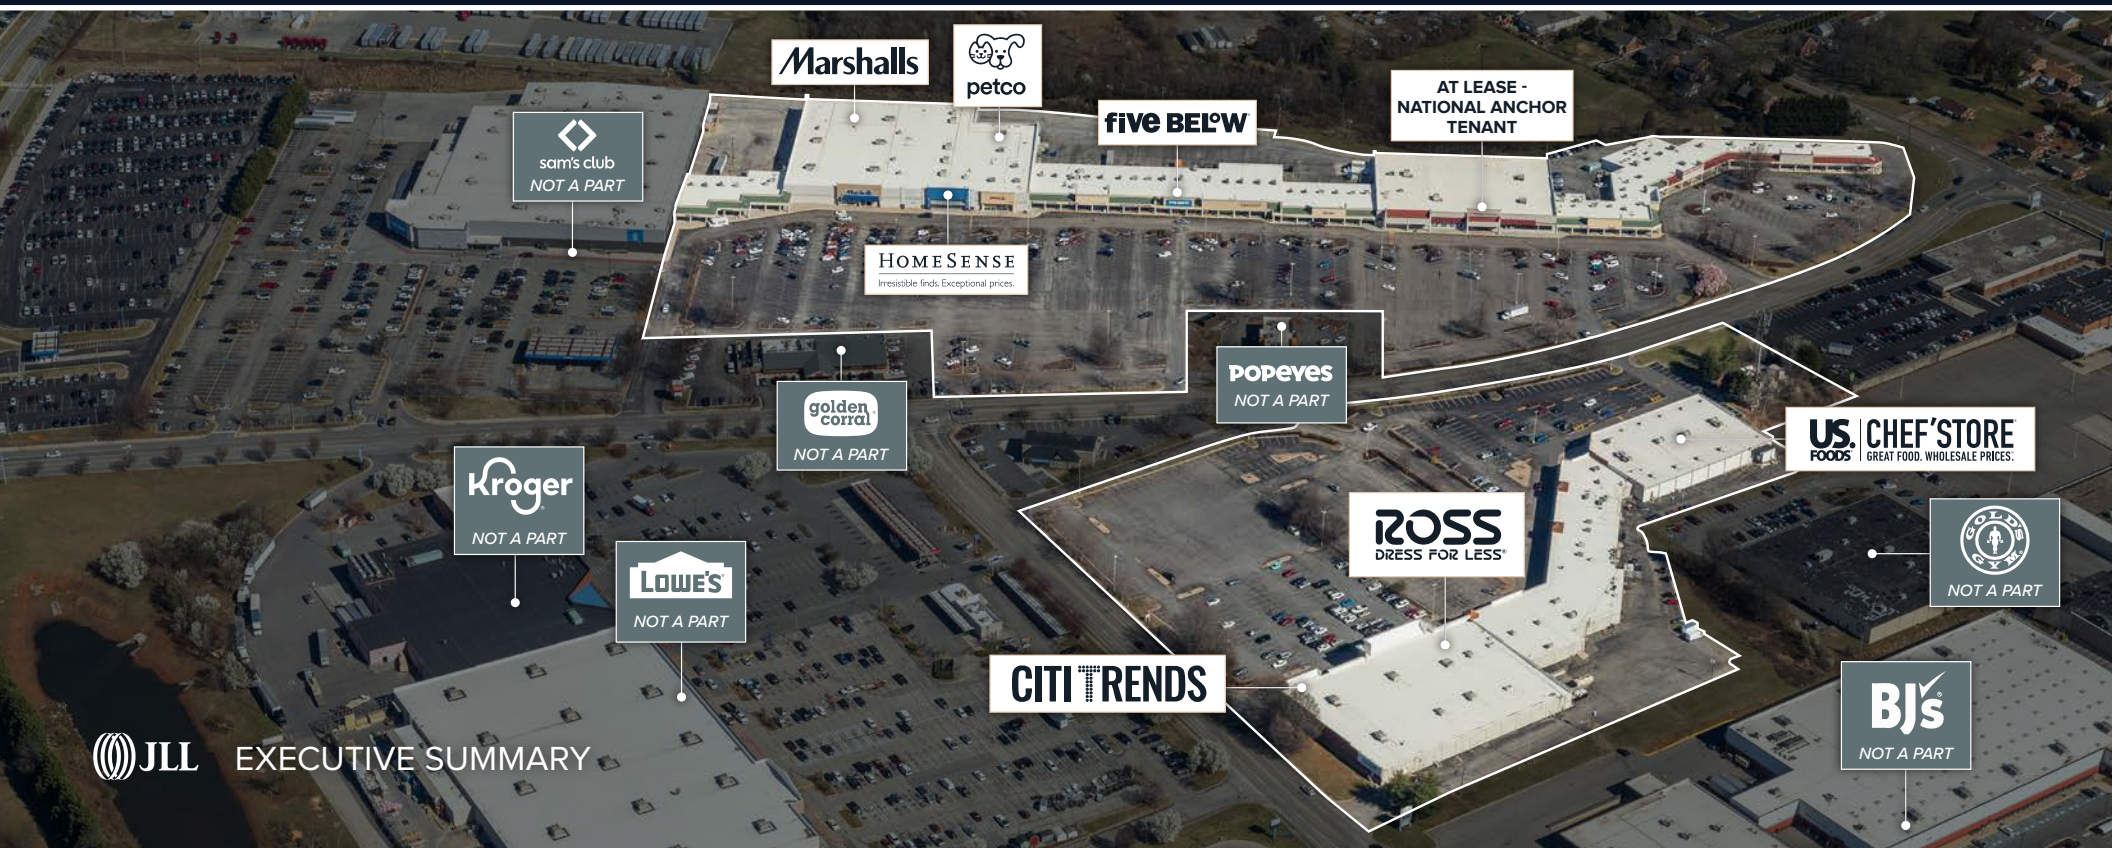 Marshalls
petco
five BEL°W
AT LEASE -
NATIONAL ANCHOR
TENANT
sam's club
NOT A PART
HOMESENSE
Irresistible finds. Exceptional prices.
POPEYES
NOT A PART
golden
corral
NOT A PART
US.
FOODS
CHEF'STORE
GREAT FOOD. WHOLESALE PRICES.
Kroger
NOT A PART
ROSS
DRESS FOR LESS®
GOLD'S
GYM®
NOT A PART
LOWE'S
NOT A PART
CITI TRENDS
BJ's®
NOT A PART
JLL
EXECUTIVE SUMMARY